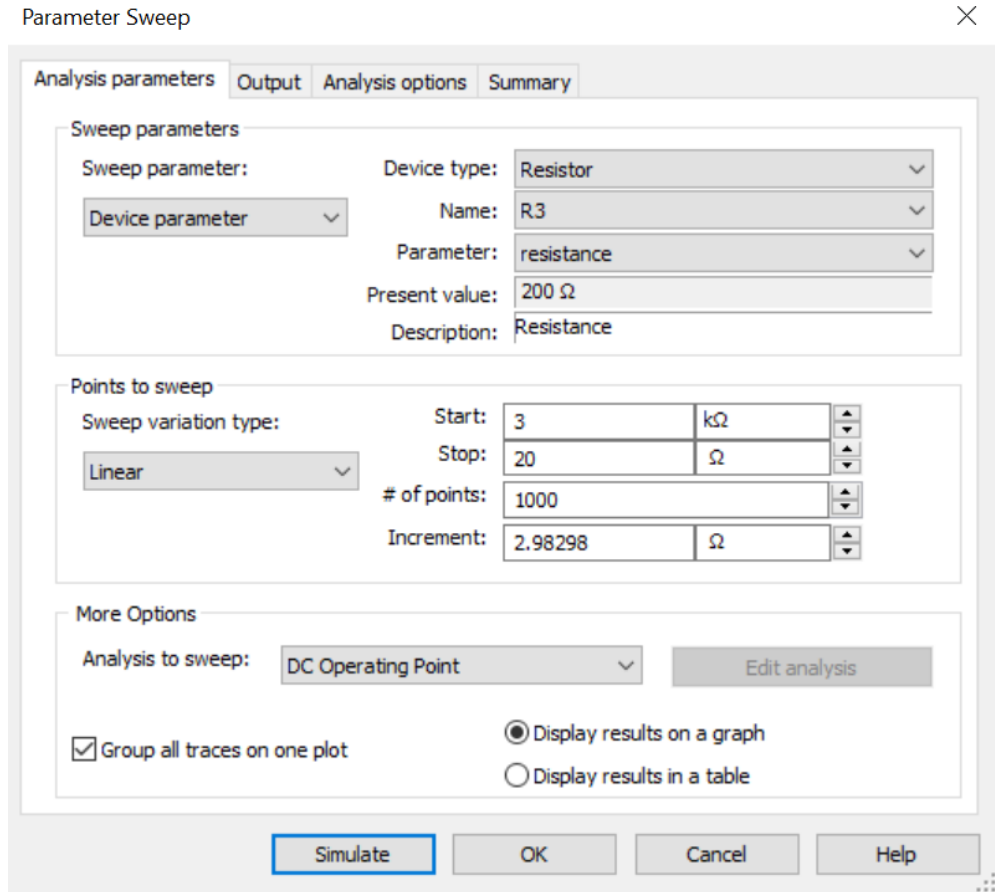 Parameter Sweep
Analysis parameters Output Analysis options Summary
Sweep parameters
Sweep parameter:
Device parameter
Device type: Resistor
Name: R3
Parameter: resistance
Present value: 200 Ω
Description: Resistance
Points to sweep
Sweep variation type:
Linear
Start: 3 kΩ
Stop: 20 Ω
# of points: 1000
Increment: 2.98298 Ω
More Options
Analysis to sweep: DC Operating Point Edit analysis
Group all traces on one plot
Display results on a graph
Display results in a table
Simulate OK Cancel Help